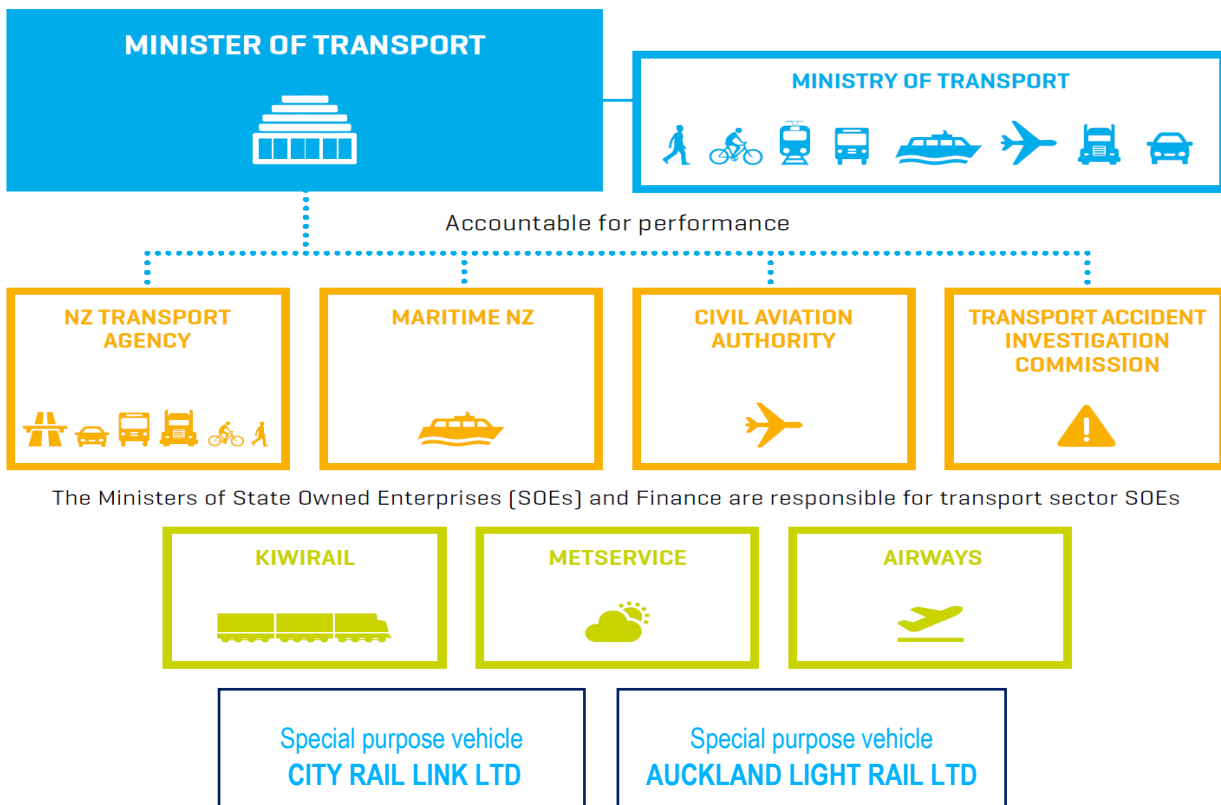 MINISTER OF TRANSPORT
MINISTRY OF TRANSPORT
Accountable for performance
NZ TRANSPORT
AGENCY
MARITIME NZ
CIVIL AVIATION
AUTHORITY
TRANSPORT ACCIDENT
INVESTIGATION
COMMISSION
The Ministers of State Owned Enterprises [SOEs] and Finance are responsible for transport sector SOEs
KIWIRAIL
METSERVICE
AIRWAYS
Special purpose vehicle
CITY RAIL LINK LTD
Special purpose vehicle
AUCKLAND LIGHT RAIL LTD